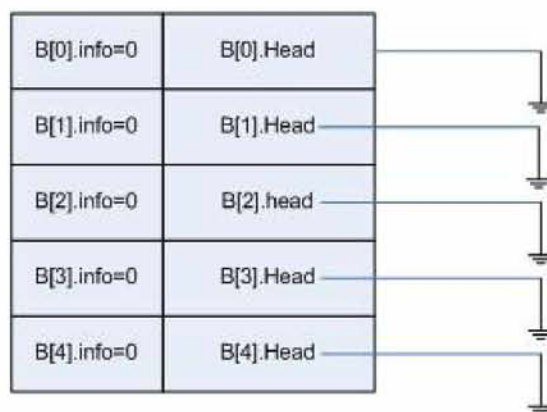 B[0].info=0 B[0].Head
B[1].info=0 B[1].Head
B[2].info=0 B[2].head
B[3].info=0 B[3].Head
B[4].info=0 B[4].Head